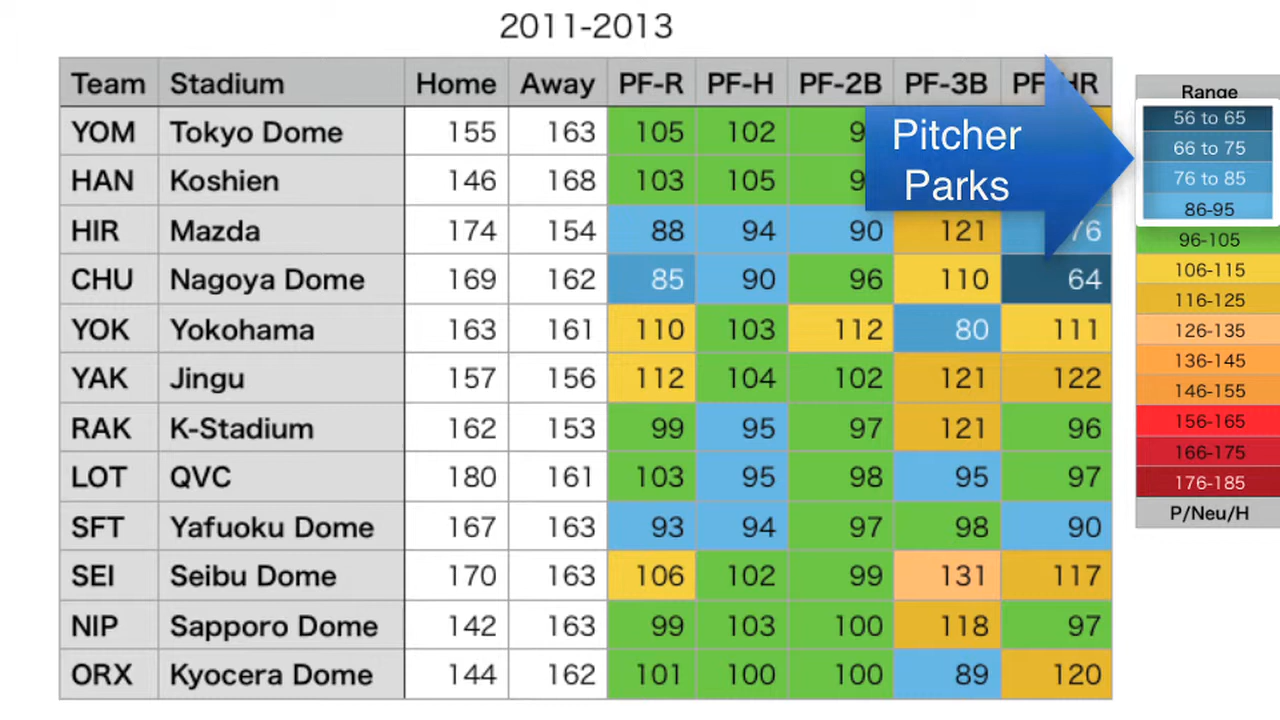 2011-2013
Team Stadium Home Away PF-R PF-H PF-2B PF-3B PF HR
YOM Tokyo Dome 155 163 105 102
HAN Koshien 146 168 103 105
HIR Mazda 174 154 88 94 90 121 76
CHU Nagoya Dome 169 162 85 90 96 110 64
YOK Yokohama 163 161 110 103 112 80 111
YAK Jingu 157 156 112 104 102 121 122
RAK K-Stadium 162 153 99 95 97 121 96
LOT QVC 180 161 103 95 98 95 97
SFT Yafuoku Dome 167 163 93 94 97 98 90
SEI Seibu Dome 170 163 106 102 99 131 117
NIP Sapporo Dome 142 163 99 103 100 118 97
ORX Kyocera Dome 144 162 101 100 100 89 120
Pitcher
Parks
Range
56 to 65
66 to 75
76 to 85
86-95
96-105
106-115
116-125
126-135
136-145
146-155
156-165
166-175
176-185
P/Neu/H